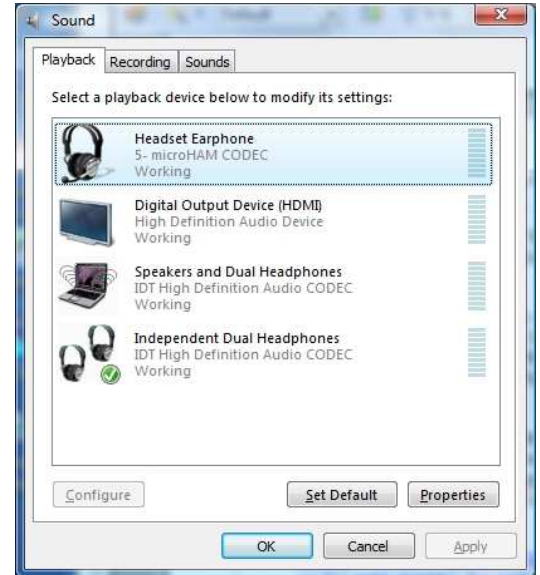 Sound
Playback Recording Sounds
Select a playback device below to modify its settings:
Headset Earphone
5- microHAM CODEC
Working
Digital Output Device (HDMI)
High Definition Audio Device
Working
Speakers and Dual Headphones
IDT High Definition Audio CODEC
Working
Independent Dual Headphones
IDT High Definition Audio CODEC
Working
Configure Set Default Properties
OK Cancel Apply